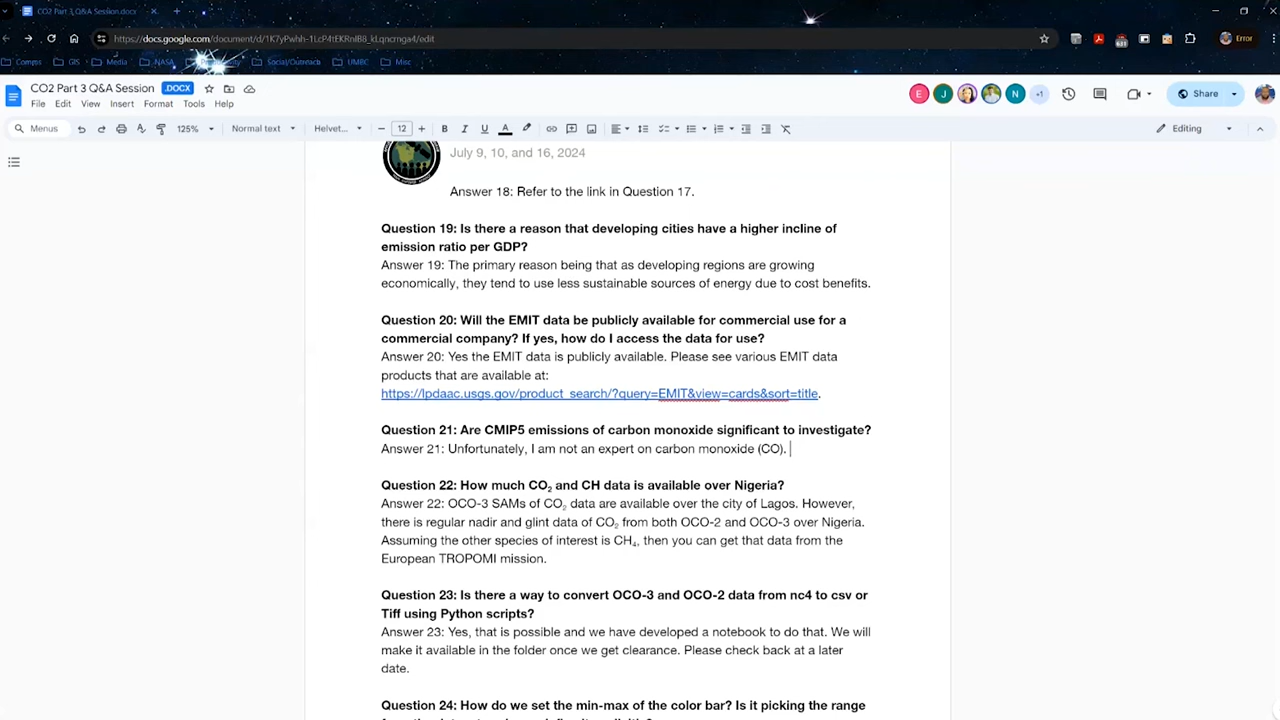 CO2 Part 3 Q&A Session.docx
https://docs.google.com/document/d/1K7yPwhh-1LcP4tEKRnIB8_kLqncrnga4/edit
Error
Comps GIS Media NASA Social/Outreach UMBC Misc
CO2 Part 3 Q&A Session .DOCX
File Edit View Insert Format Tools Help
E J N +1 Share
Menus 125% Normal text Helvet... 12 B I U A Editing
July 9, 10, and 16, 2024
Answer 18: Refer to the link in Question 17.
Question 19: Is there a reason that developing cities have a higher incline of
emission ratio per GDP?
Answer 19: The primary reason being that as developing regions are growing
economically, they tend to use less sustainable sources of energy due to cost benefits.
Question 20: Will the EMIT data be publicly available for commercial use for a
commercial company? If yes, how do I access the data for use?
Answer 20: Yes the EMIT data is publicly available. Please see various EMIT data
products that are available at:
https://lpdaac.usgs.gov/product_search/?query=EMIT&view=cards&sort=title.
Question 21: Are CMIP5 emissions of carbon monoxide significant to investigate?
Answer 21: Unfortunately, I am not an expert on carbon monoxide (CO).
Question 22: How much CO₂ and CH data is available over Nigeria?
Answer 22: OCO-3 SAMs of CO₂ data are available over the city of Lagos. However,
there is regular nadir and glint data of CO₂ from both OCO-2 and OCO-3 over Nigeria.
Assuming the other species of interest is CH₄, then you can get that data from the
European TROPOMI mission.
Question 23: Is there a way to convert OCO-3 and OCO-2 data from nc4 to csv or
Tiff using Python scripts?
Answer 23: Yes, that is possible and we have developed a notebook to do that. We will
make it available in the folder once we get clearance. Please check back at a later
date.
Question 24: How do we set the min-max of the color bar? Is it picking the range